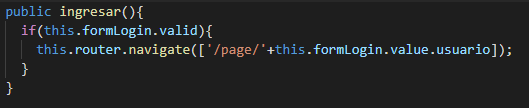 public ingresar(){
  if(this.formLogin.valid){
    this.router.navigate(['/page/'+this.formLogin.value.usuario]);
  }
}